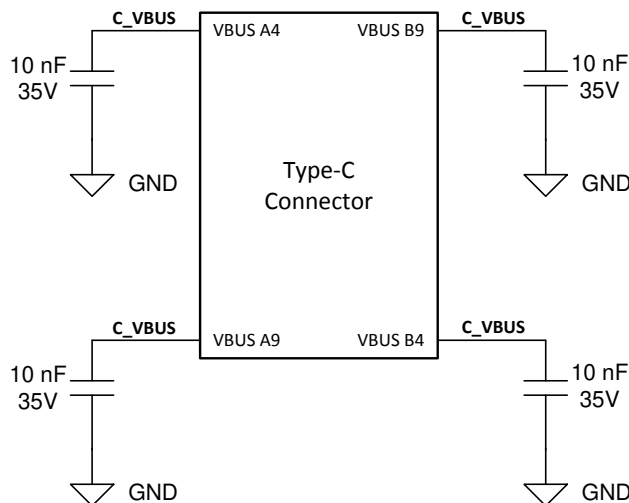 C_VBUS
VBUS A4
VBUS B9
C_VBUS
10 nF
35V
10 nF
35V
GND
Type-C
Connector
GND
C_VBUS
VBUS A9
VBUS B4
C_VBUS
10 nF
35V
10 nF
35V
GND
GND